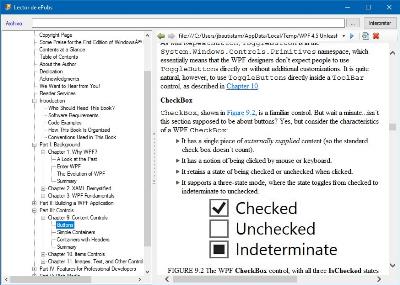 Lector de ePubs
Archivo
...
Interpretar
Copyright Page
Some Praise for the First Edition of Windows
Contents at a Glance
Table of Contents
About the Author
Dedication
Acknowledgments
We Want to Hear from You!
Reader Services
Introduction
Who Should Read This Book?
Software Requirements
Code Examples
How This Book Is Organized
Conventions Used in This Book
Part I: Background
Chapter 1. Why WPF?
A Look at the Past
Enter WPF
The Evolution of WPF
Summary
Chapter 2. XAML Demystified
Chapter 3. WPF Fundamentals
Part II: Building a WPF Application
Part III: Controls
Chapter 9. Content Controls
Buttons
Simple Containers
Containers with Headers
Summary
Chapter 10. Items Controls
Chapter 11. Images, Text, and Other Control
Part IV: Features for Professional Developers
file:///C:/Users/jbautistam/AppData/Local/Temp/WPF 4.5 Unleash
System.Windows.Controls.Primitives namespace, which
essentially means that the WPF designers don't expect people to use
ToggleButtons directly or without additional customizations. It is quite
natural, however, to use ToggleButtons directly inside a ToolBar
control, as described in Chapter 10
CheckBox
CheckBox, shown in Figure 9.2, is a familiar control. But wait a minute...isn't
this section supposed to be about buttons? Yes, but consider the characteristics
of a WPF CheckBox
It has a single piece of externally supplied content (so the standard
check box doesn't count).
It has a notion of being clicked by mouse or keyboard.
It retains a state of being checked or unchecked when clicked.
It supports a three-state mode, where the state toggles from checked to
indeterminate to unchecked.
Checked
Unchecked
Indeterminate
FIGURE 9.2 The WPF CheckBox control, with all three IsChecked states